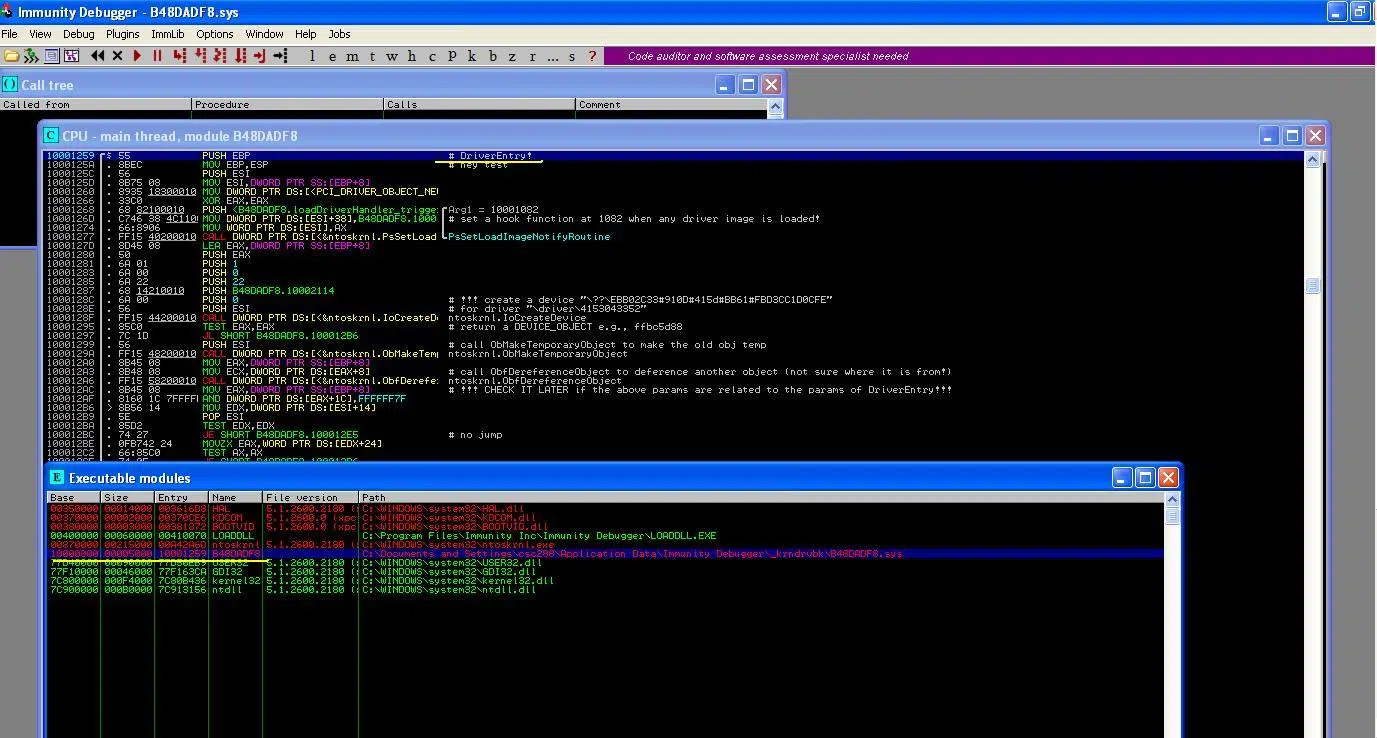 Immunity Debugger - B48DADF8.sys
File View Debug Plugins ImmLib Options Window Help Jobs
l e m t w h c P k b z r ... s ? Code auditor and software assessment specialist needed
Call tree
Called from Procedure Calls Comment
CPU - main thread, module B48DADF8
10001259 $ 55 PUSH EBP # DriverEntry!
1000125A . 8BEC MOV EBP,ESP # hey test
1000125C . 56 PUSH ESI
1000125D . 8B75 08 MOV ESI,DWORD PTR SS:[EBP+8]
10001260 . 8935 18300010 MOV DWORD PTR DS:[<PCI_DRIVER_OBJECT_NE
10001266 . 33C0 XOR EAX,EAX
10001268 . 68 82100010 PUSH <B48DADF8.loadDriverHandler_trigge Arg1 = 10001082
1000126D . C746 38 4C110 MOV DWORD PTR DS:[ESI+38],B48DADF8.1000 # set a hook function at 1082 when any driver image is loaded!
10001274 . 66:8906 MOV WORD PTR DS:[ESI],AX
10001277 . FF15 40200010 CALL DWORD PTR DS:[<&ntoskrnl.PsSetLoad PsSetLoadImageNotifyRoutine
1000127D . 8D45 08 LEA EAX,DWORD PTR SS:[EBP+8]
10001280 . 50 PUSH EAX
10001281 . 6A 01 PUSH 1
10001283 . 6A 00 PUSH 0
10001285 . 6A 22 PUSH 22
10001287 . 68 14210010 PUSH B48DADF8.10002114
1000128C . 6A 00 PUSH 0 # !!! create a device "\??\EBB02C33#910D#415d#BB61#FBD3CC1D0CFE"
1000128E . 56 PUSH ESI # for driver "\driver\4153043352"
1000128F . FF15 44200010 CALL DWORD PTR DS:[<&ntoskrnl.IoCreateD ntoskrnl.IoCreateDevice
10001295 . 85C0 TEST EAX,EAX # return a DEVICE_OBJECT e.g., ffbc5d88
10001297 . 7C 1D JL SHORT B48DADF8.100012B6
10001299 . 56 PUSH ESI # call ObMakeTemporaryObject to make the old obj temp
1000129A . FF15 48200010 CALL DWORD PTR DS:[<&ntoskrnl.ObMakeTem ntoskrnl.ObMakeTemporaryObject
100012A0 . 8B45 08 MOV EAX,DWORD PTR SS:[EBP+8]
100012A3 . 8B48 08 MOV ECX,DWORD PTR DS:[EAX+8] # call ObfDereferenceObject to deference another object (not sure where it is from!)
100012A6 . FF15 58200010 CALL DWORD PTR DS:[<&ntoskrnl.ObfDerefe ntoskrnl.ObfDereferenceObject
100012AC . 8B45 08 MOV EAX,DWORD PTR SS:[EBP+8] # !!! CHECK IT LATER if the above params are related to the params of DriverEntry!!!
100012AF . 8160 1C 7FFFFF AND DWORD PTR DS:[EAX+1C],FFFFFF7F
100012B6 > 8B56 14 MOV EDX,DWORD PTR DS:[ESI+14]
100012B9 . 5E POP ESI
100012BA . 85D2 TEST EDX,EDX
100012BC . 74 27 JE SHORT B48DADF8.100012E5 # no jump
100012BE . 0FB742 24 MOVZX EAX,WORD PTR DS:[EDX+24]
100012C2 . 66:85C0 TEST AX,AX
Executable modules
Base Size Entry Name File version Path
00350000 00014000 003616D8 HAL 5.1.2600.2180 (: C:\WINDOWS\system32\HAL.dll
00370000 00002000 00370CE6 KDCOM 5.1.2600.0 (xpc C:\WINDOWS\system32\KDCOM.dll
00380000 00003000 00381872 BOOTVID 5.1.2600.0 (xpc C:\WINDOWS\system32\BOOTVID.dll
00400000 00060000 00410070 LOADDLL C:\Program Files\Immunity Inc\Immunity Debugger\LOADDLL.EXE
00870000 00215000 00A42A6D ntoskrnl 5.1.2600.2180 (: C:\WINDOWS\system32\ntoskrnl.exe
10000000 00005000 10001259 B48DADF8 C:\Documents and Settings\csc288\Application Data\Immunity Debugger\_krndrvbk\B48DADF8.sys
77D40000 00090000 77D50EB9 USER32 5.1.2600.2180 (: C:\WINDOWS\system32\USER32.dll
77F10000 00046000 77F163CA GDI32 5.1.2600.2180 (: C:\WINDOWS\system32\GDI32.dll
7C800000 000F4000 7C80B436 kernel32 5.1.2600.2180 (: C:\WINDOWS\system32\kernel32.dll
7C900000 000B0000 7C913156 ntdll 5.1.2600.2180 (: C:\WINDOWS\system32\ntdll.dll